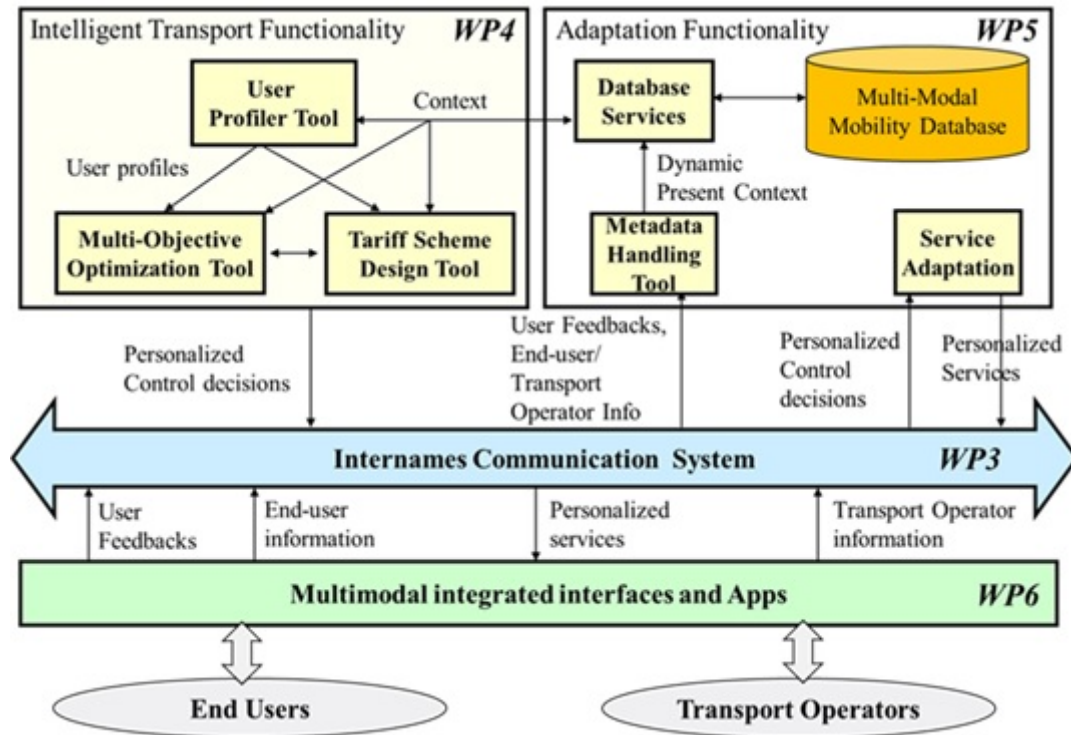 Intelligent Transport Functionality WP4
User
Profiler Tool
Context
User profiles
Multi-Objective
Optimization Tool
Tariff Scheme
Design Tool
Adaptation Functionality WP5
Database
Services
Multi-Modal
Mobility Database
Dynamic
Present Context
Metadata
Handling
Tool
Service
Adaptation
Personalized
Control decisions
User Feedbacks,
End-user/
Transport
Operator Info
Personalized
Control
decisions
Personalized
Services
Internames Communication System WP3
User
Feedbacks
End-user
information
Personalized
services
Transport Operator
information
Multimodal integrated interfaces and Apps WP6
End Users
Transport Operators